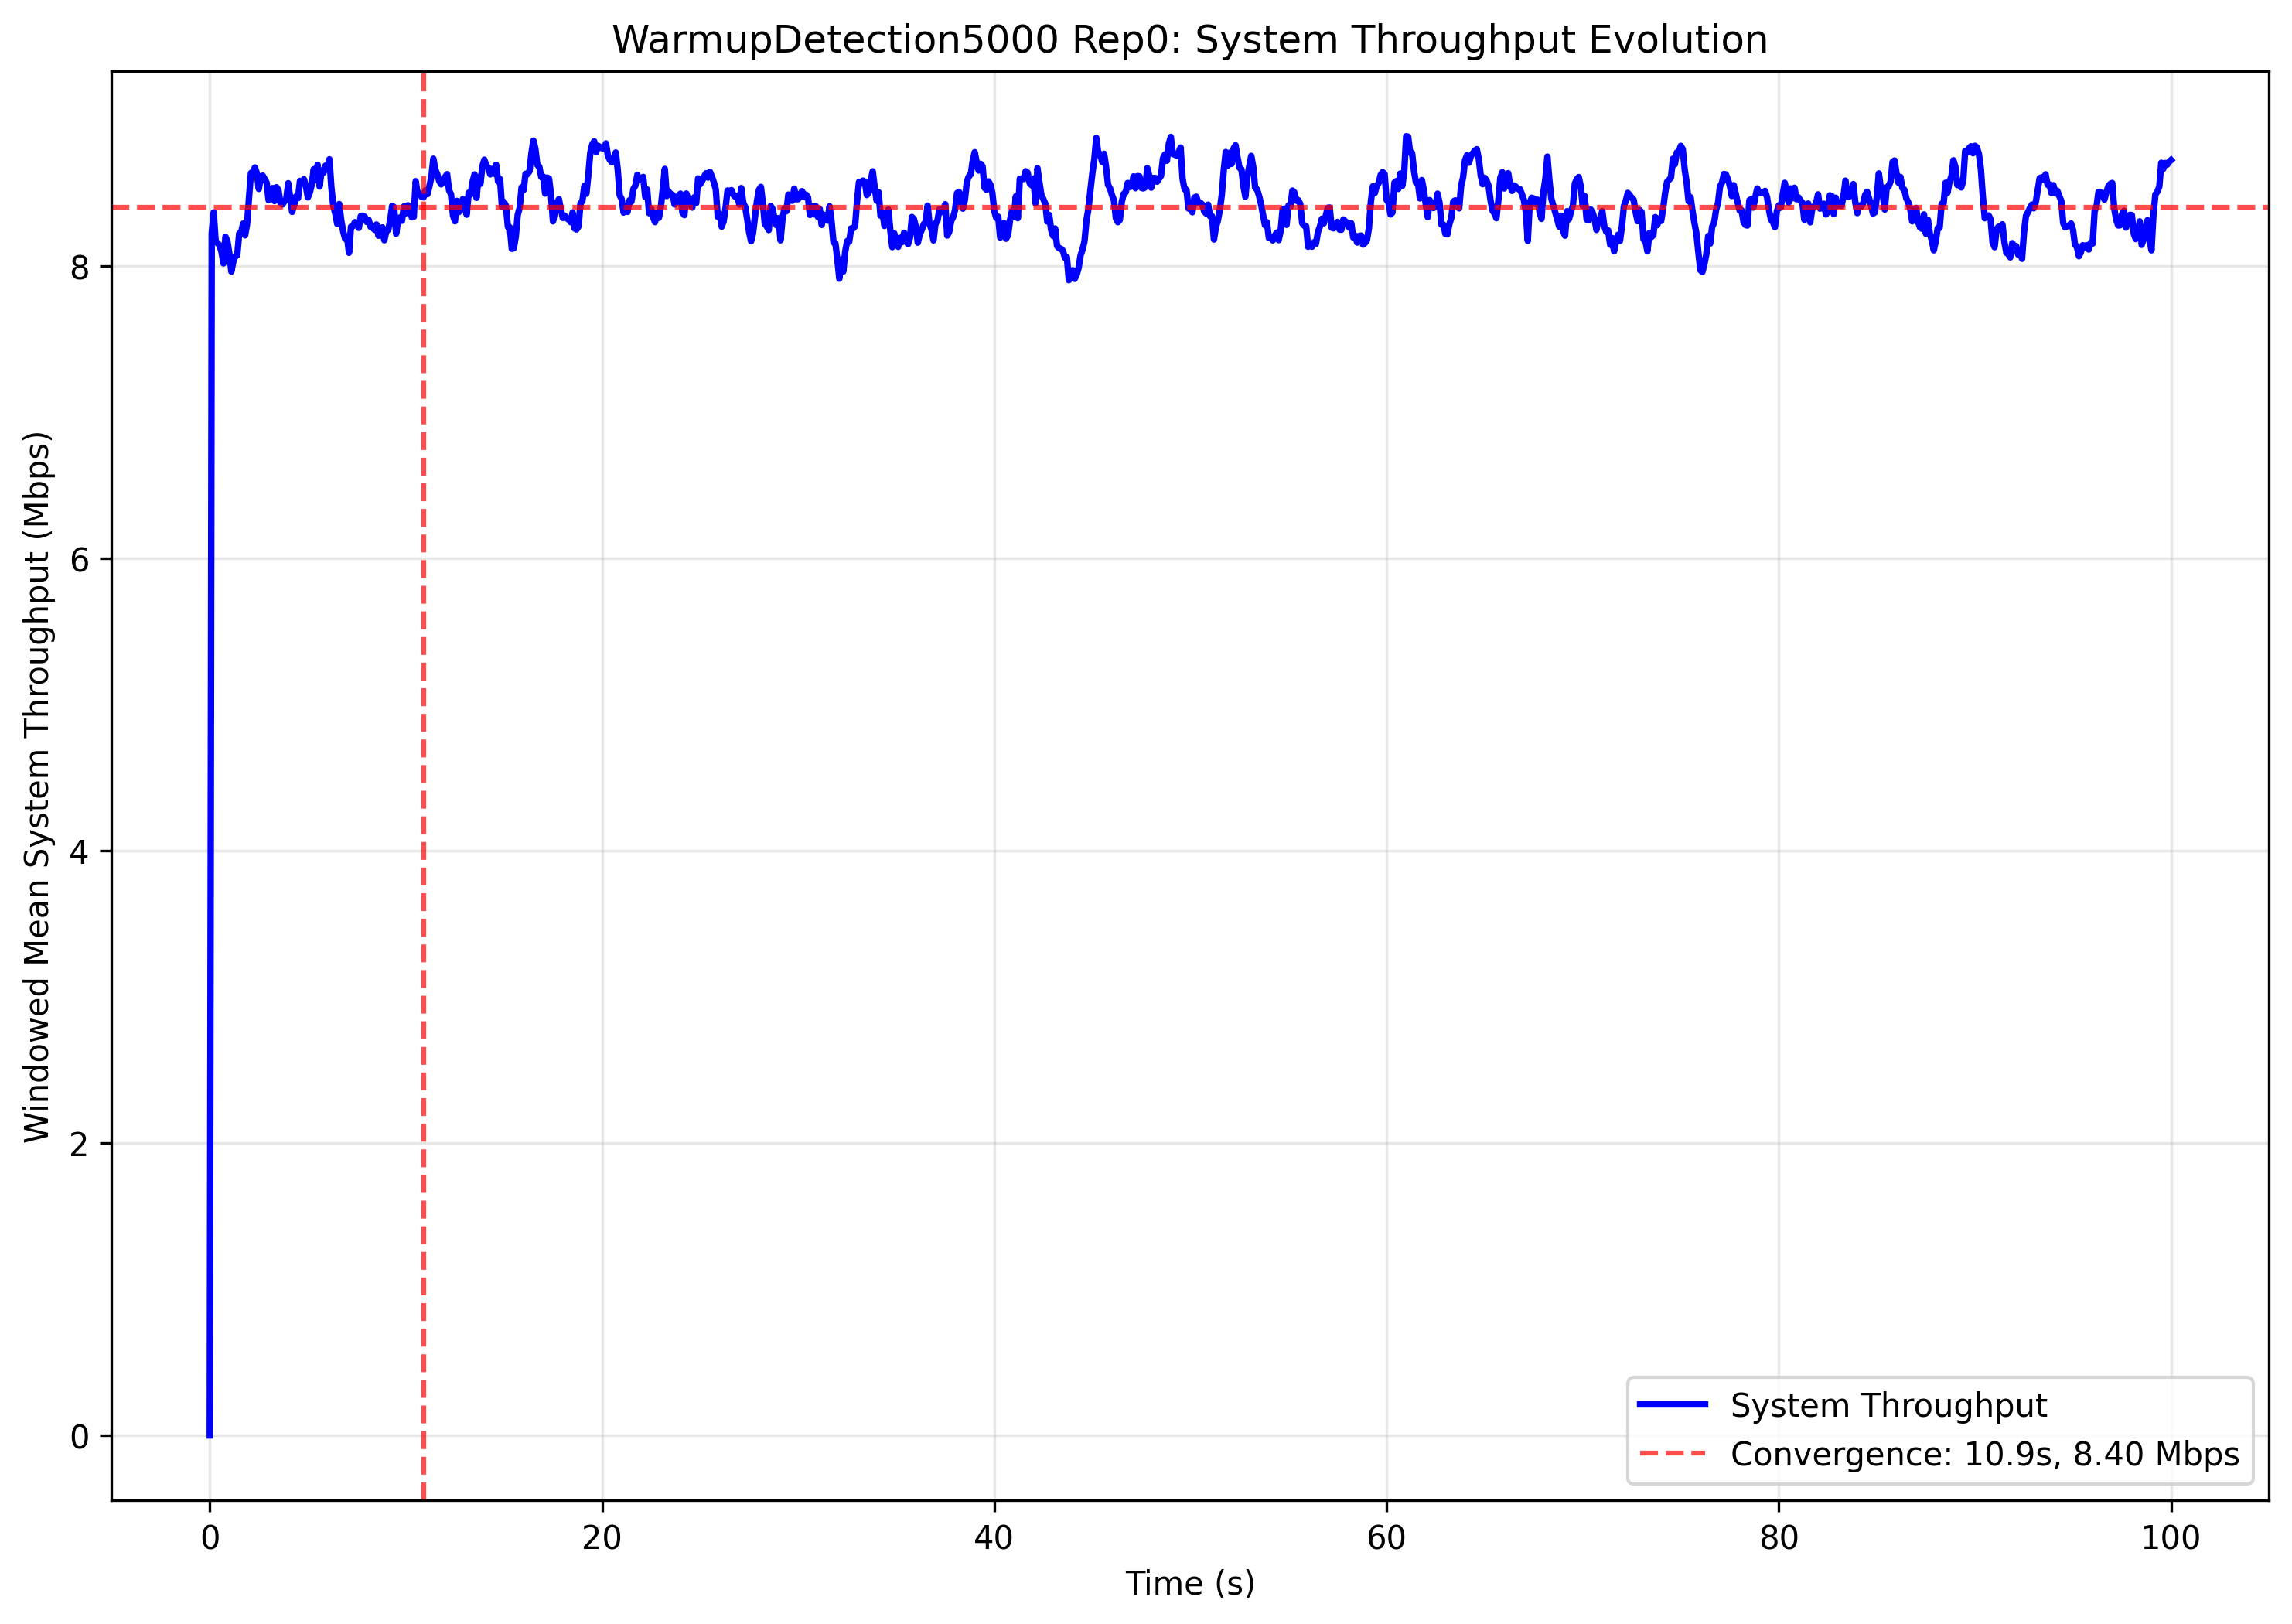 WarmupDetection5000 Rep0: System Throughput Evolution
Windowed Mean System Throughput (Mbps)
8
6
4
2
0
0 20 40 60 80 100
Time (s)
System Throughput
Convergence: 10.9s, 8.40 Mbps